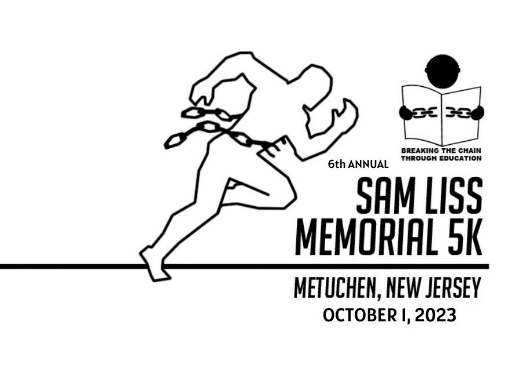 BREAKING THE CHAIN
THROUGH EDUCATION
6th ANNUAL
SAM LISS
MEMORIAL 5K
METUCHEN, NEW JERSEY
OCTOBER 1, 2023